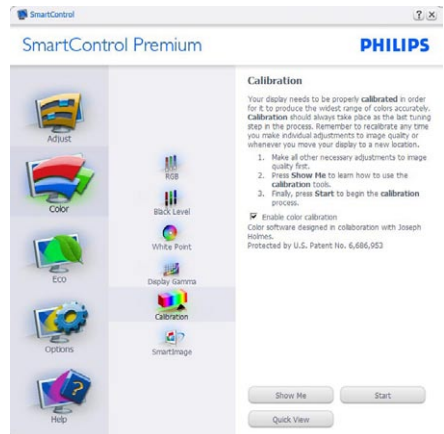 SmartControl
SmartControl Premium
PHILIPS
Adjust
Color
Eco
Options
Help
RGB
Black Level
White Point
Display Gamma
Calibration
SmartImage
Calibration
Your display needs to be properly calibrated in order
for it to produce the widest range of colors accurately.
Calibration should always take place as the last tuning
step in the process. Remember to recalibrate any time
you make individual adjustments to image quality or
whenever you move your display to a new location.
1. Make all other necessary adjustments to image
quality first.
2. Press Show Me to learn how to use the
calibration tools.
3. Finally, press Start to begin the calibration
process.
Enable color calibration
Color software designed in collaboration with Joseph
Holmes.
Protected by U.S. Patent No. 6,686,953
Show Me
Start
Quick View